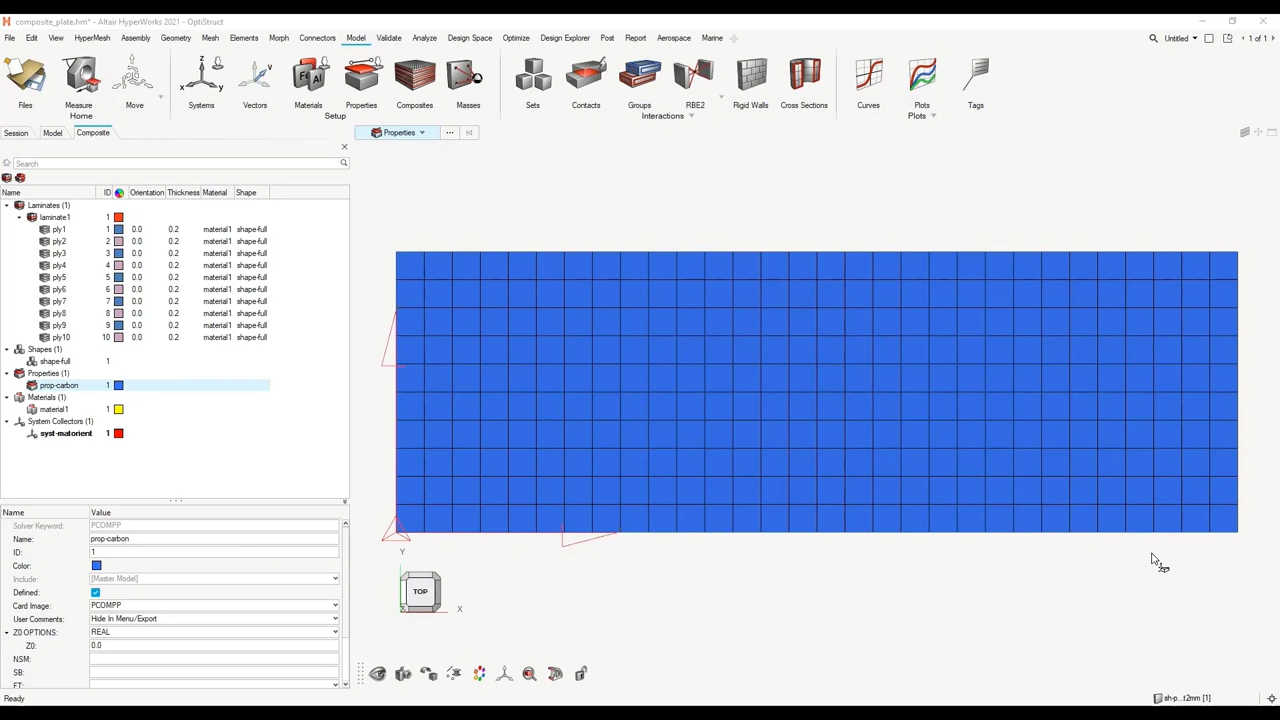 composite_plate.hm* - Altair HyperWorks 2021 - OptiStruct
File Edit View HyperMesh Assembly Geometry Mesh Elements Morph Connectors Model Validate Analyze Design Space Optimize Design Explorer Post Report Aerospace Marine
Untitled 1 of 1
Files Measure Move Systems Vectors Materials Properties Composites Masses Sets Contacts Groups RBE2 Rigid Walls Cross Sections Curves Plots Tags
Home Setup Interactions Plots
Session Model Composite
Properties
Search
Name ID Orientation Thickness Material Shape
Laminates (1)
laminate1 1
ply1 1 0.0 0.2 material1 shape-full
ply2 2 0.0 0.2 material1 shape-full
ply3 3 0.0 0.2 material1 shape-full
ply4 4 0.0 0.2 material1 shape-full
ply5 5 0.0 0.2 material1 shape-full
ply6 6 0.0 0.2 material1 shape-full
ply7 7 0.0 0.2 material1 shape-full
ply8 8 0.0 0.2 material1 shape-full
ply9 9 0.0 0.2 material1 shape-full
ply10 10 0.0 0.2 material1 shape-full
Shapes (1)
shape-full 1
Properties (1)
prop-carbon 1
Materials (1)
material1 1
System Collectors (1)
syst-matorient 1
Name Value
Solver Keyword: PCOMPP
Name: prop-carbon
ID: 1
Color:
Include: [Master Model]
Defined:
Card Image: PCOMPP
User Comments: Hide In Menu/Export
Z0 OPTIONS: REAL
Z0: 0.0
NSM:
SB:
FT:
Y
TOP
X
Ready
sh-p...t2mm [1]